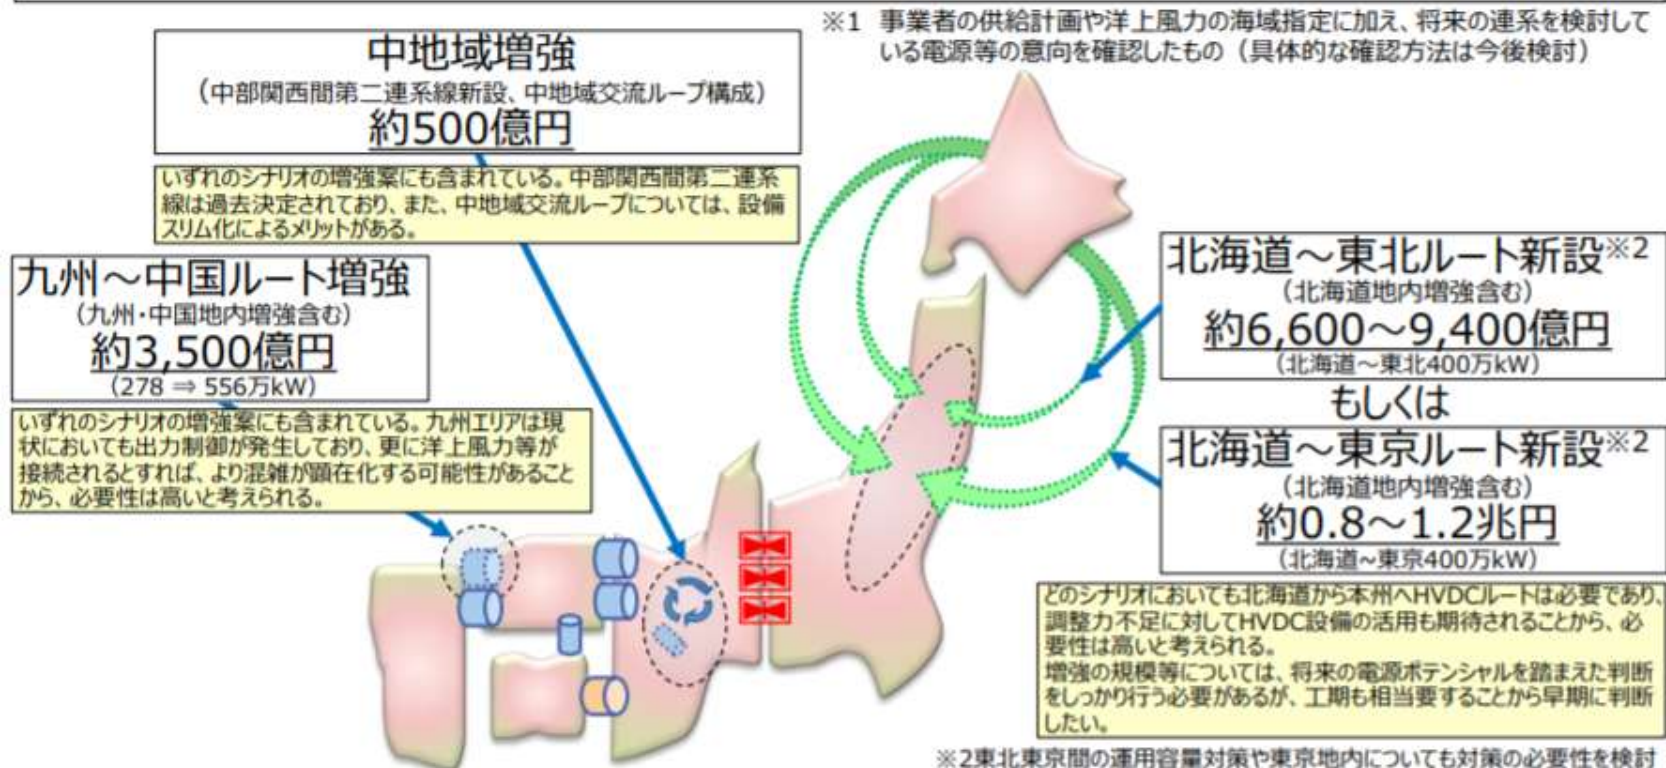 ※1 事業者の供給計画や洋上風力の海域指定に加え、将来の連系を検討して
いる電源等の意向を確認したもの（具体的な確認方法は今後検討）
中地域増強
（中部関西間第二連系線新設、中地域交流ループ構成）
約500億円
いずれのシナリオの増強案にも含まれている。中部関西間第二連系
線は過去決定されており、また、中地域交流ループについては、設備
スリム化によるメリットがある。
九州～中国ルート増強
（九州・中国地内増強含む）
約3,500億円
（278 ⇒ 556万kW）
いずれのシナリオの増強案にも含まれている。九州エリアは現
状においても出力制御が発生しており、更に洋上風力等が
接続されるとすれば、より混雑が顕在化する可能性があること
から、必要性は高いと考えられる。
北海道～東北ルート新設※2
（北海道地内増強含む）
約6,600～9,400億円
（北海道～東北400万kW）
もしくは
北海道～東京ルート新設※2
（北海道地内増強含む）
約0.8～1.2兆円
（北海道~東京400万kW）
どのシナリオにおいても北海道から本州へHVDCルートは必要であり、
調整力不足に対してHVDC設備の活用も期待されることから、必
要性は高いと考えられる。
増強の規模等については、将来の電源ポテンシャルを踏まえた判断
をしっかり行う必要があるが、工期も相当要することから早期に判断
したい。
※2東北東京間の運用容量対策や東京地内についても対策の必要性を検討